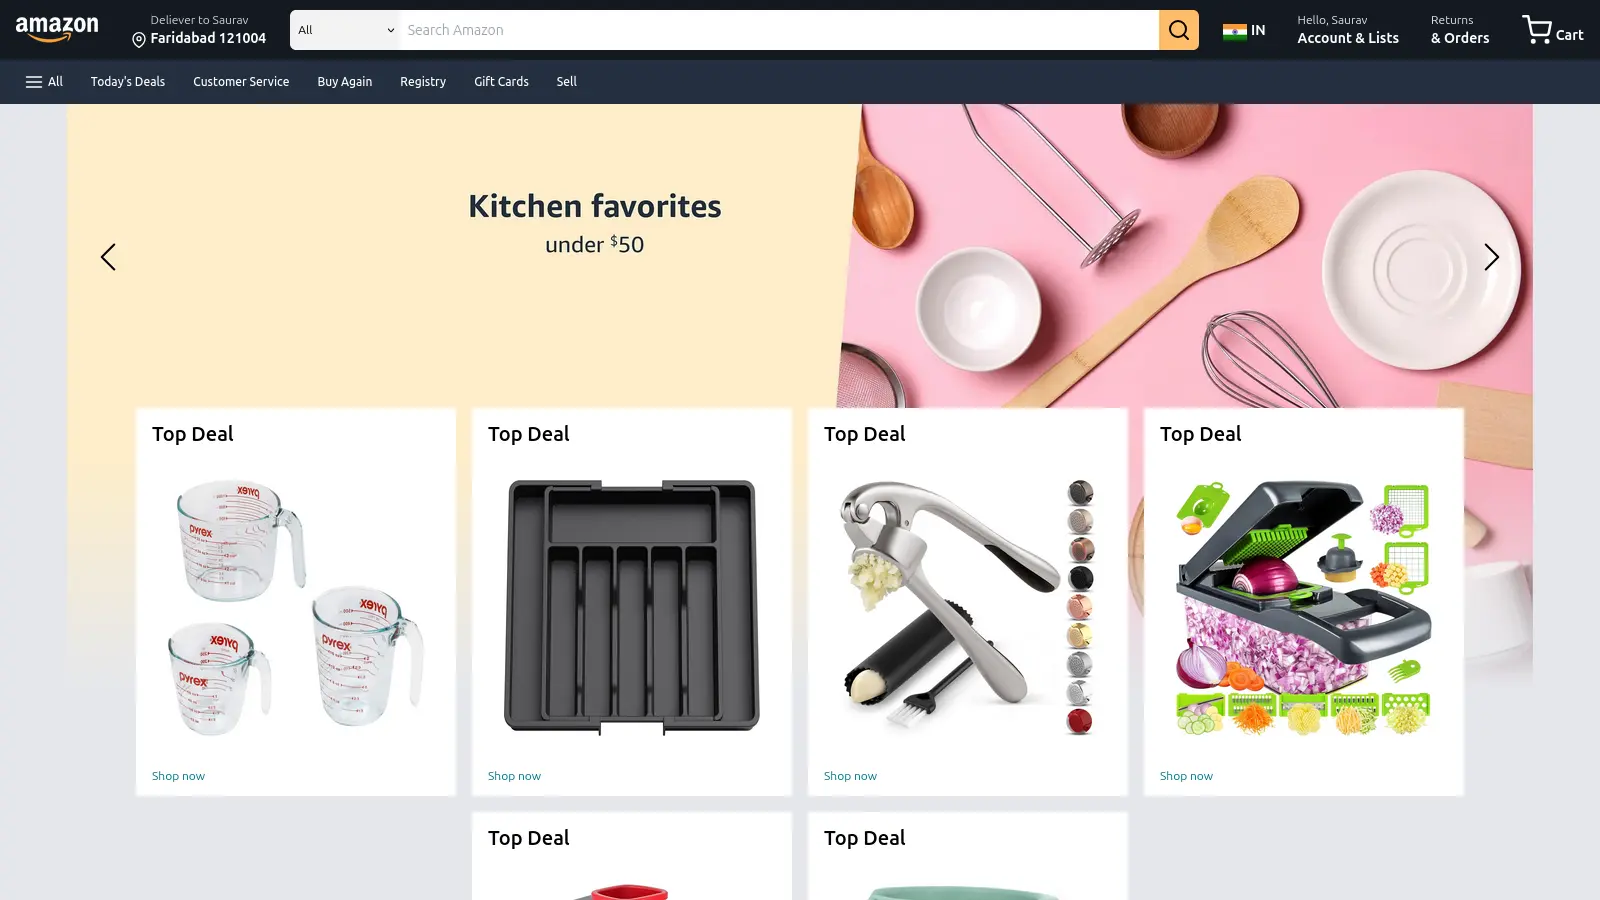 amazon
Deliever to Saurav
Faridabad 121004
All
Search Amazon
IN
Hello, Saurav
Account & Lists
Returns
& Orders
Cart
All
Today's Deals
Customer Service
Buy Again
Registry
Gift Cards
Sell
Kitchen favorites
under $50
Top Deal
Top Deal
Top Deal
Top Deal
PYREX
PYREX
PYREX
Shop now
Shop now
Shop now
Shop now
Top Deal
Top Deal